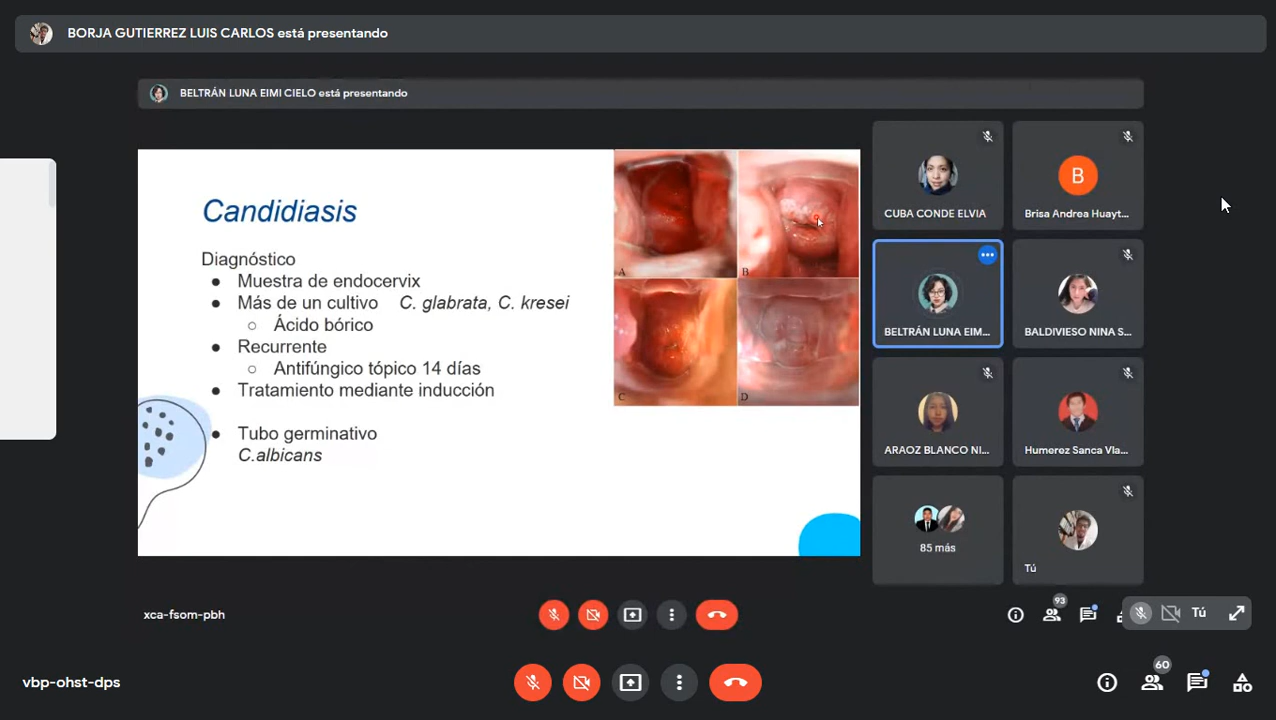 BORJA GUTIERREZ LUIS CARLOS está presentando
BELTRÁN LUNA EIMI CIELO está presentando
Candidiasis
Diagnóstico
● Muestra de endocervix
● Más de un cultivo C. glabrata, C. kresei
○ Ácido bórico
● Recurrente
○ Antifúngico tópico 14 días
● Tratamiento mediante inducción
● Tubo germinativo
C.albicans
A
B
C
D
CUBA CONDE ELVIA
B
Brisa Andrea Huayt...
BELTRÁN LUNA EIM...
BALDIVIESO NINA S...
ARAOZ BLANCO NI...
Humerez Sanca Vla...
85 más
Tú
xca-fsom-pbh
93
Tú
vbp-ohst-dps
60